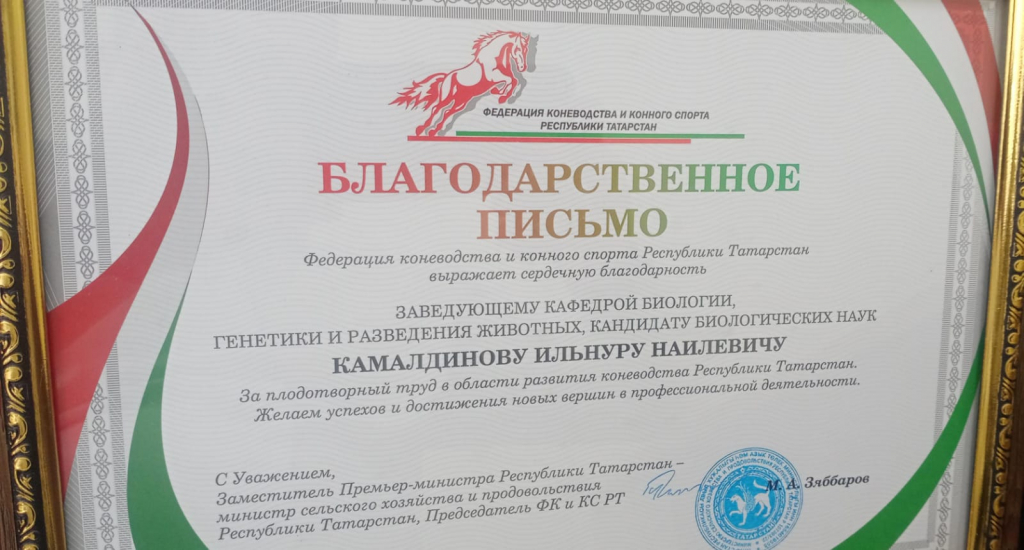 ФЕДЕРАЦИЯ КОНЕВОДСТВА И КОННОГО СПОРТА
РЕСПУБЛИКИ ТАТАРСТАН
БЛАГОДАРСТВЕННОЕ
ПИСЬМО
Федерация коневодства и конного спорта Республики Татарстан
выражает сердечную благодарность
ЗАВЕДУЮЩЕМУ КАФЕДРОЙ БИОЛОГИИ,
ГЕНЕТИКИ И РАЗВЕДЕНИЯ ЖИВОТНЫХ, КАНДИДАТУ БИОЛОГИЧЕСКИХ НАУК
КАМАЛДИНОВУ ИЛЬНУРУ НАИЛЕВИЧУ
За плодотворный труд в области развития коневодства Республики Татарстан.
Желаем успехов и достижения новых вершин в профессиональной деятельности.
С Уважением,
Заместитель Премьер-министра Республики Татарстан –
министр сельского хозяйства и продовольствия
Республики Татарстан, Председатель ФК и КС РТ
М. А. Зяббаров